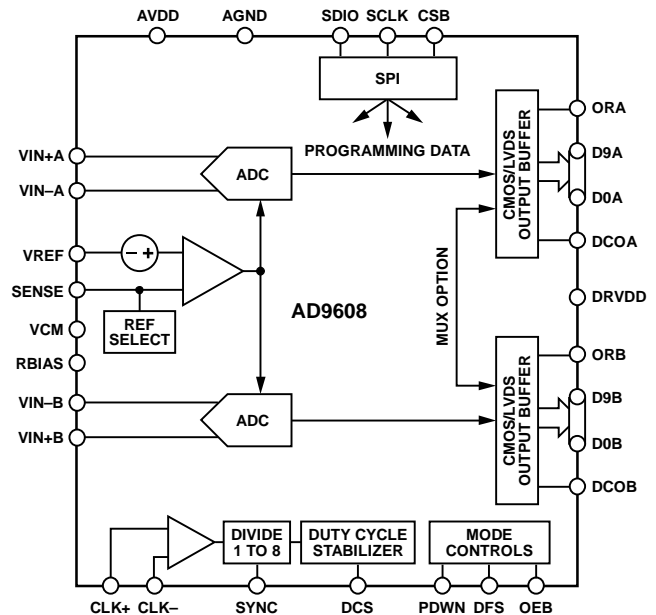 AVDD AGND SDIO SCLK CSB
SPI
PROGRAMMING DATA
VIN+A
VIN–A
ADC
VREF
– +
SENSE
REF
SELECT
VCM
RBIAS
AD9608
VIN–B
VIN+B
ADC
CMOS/LVDS
OUTPUT BUFFER
MUX OPTION
CMOS/LVDS
OUTPUT BUFFER
ORA
D9A
D0A
DCOA
DRVDD
ORB
D9B
D0B
DCOB
DIVIDE
1 TO 8
DUTY CYCLE
STABILIZER
MODE
CONTROLS
CLK+ CLK– SYNC DCS PDWN DFS OEB